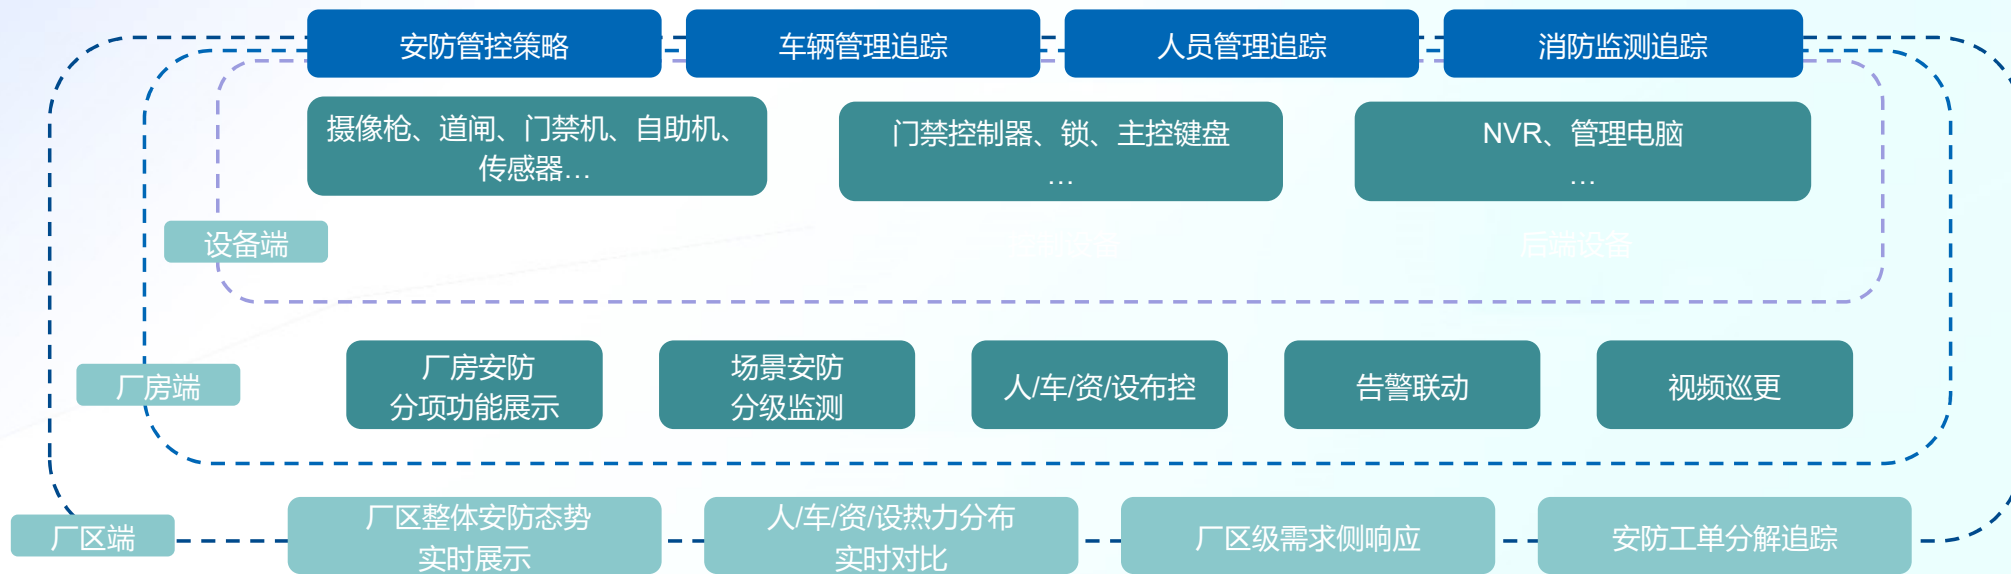 安防管控策略
车辆管理追踪
人员管理追踪
消防监测追踪
摄像枪、道闸、门禁机、自助机、
传感器…
门禁控制器、锁、主控键盘
…
NVR、管理电脑
…
设备端
后端设备
厂房端
厂房安防
分项功能展示
场景安防
分级监测
人/车/资/设布控
告警联动
视频巡更
厂区端
厂区整体安防态势
实时展示
人/车/资/设热力分布
实时对比
厂区级需求侧响应
安防工单分解追踪